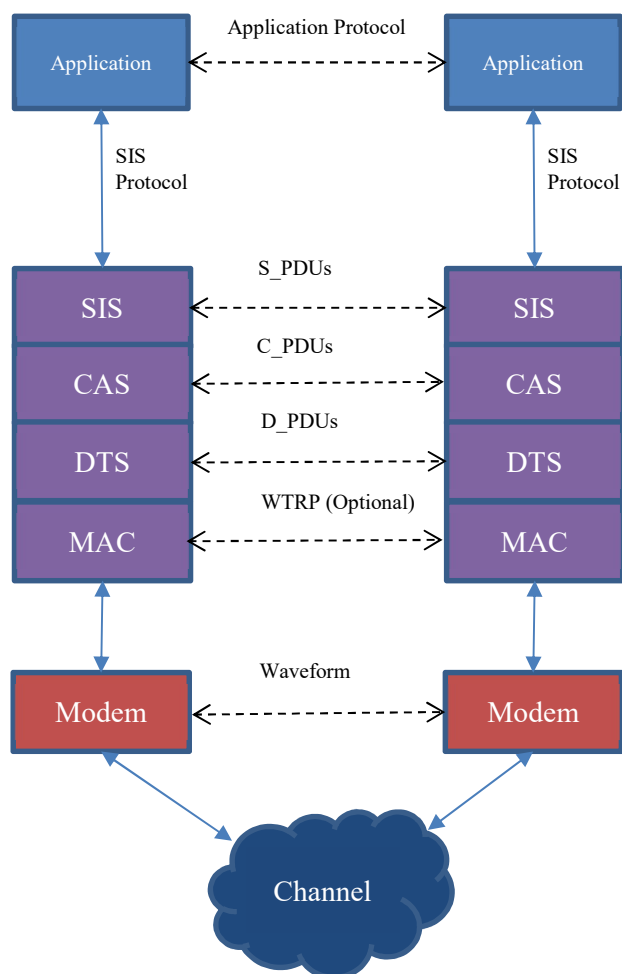 Application Protocol
Application
Application
SIS
Protocol
SIS
Protocol
S_PDUs
SIS
SIS
C_PDUs
CAS
CAS
D_PDUs
DTS
DTS
WTRP (Optional)
MAC
MAC
Waveform
Modem
Modem
Channel